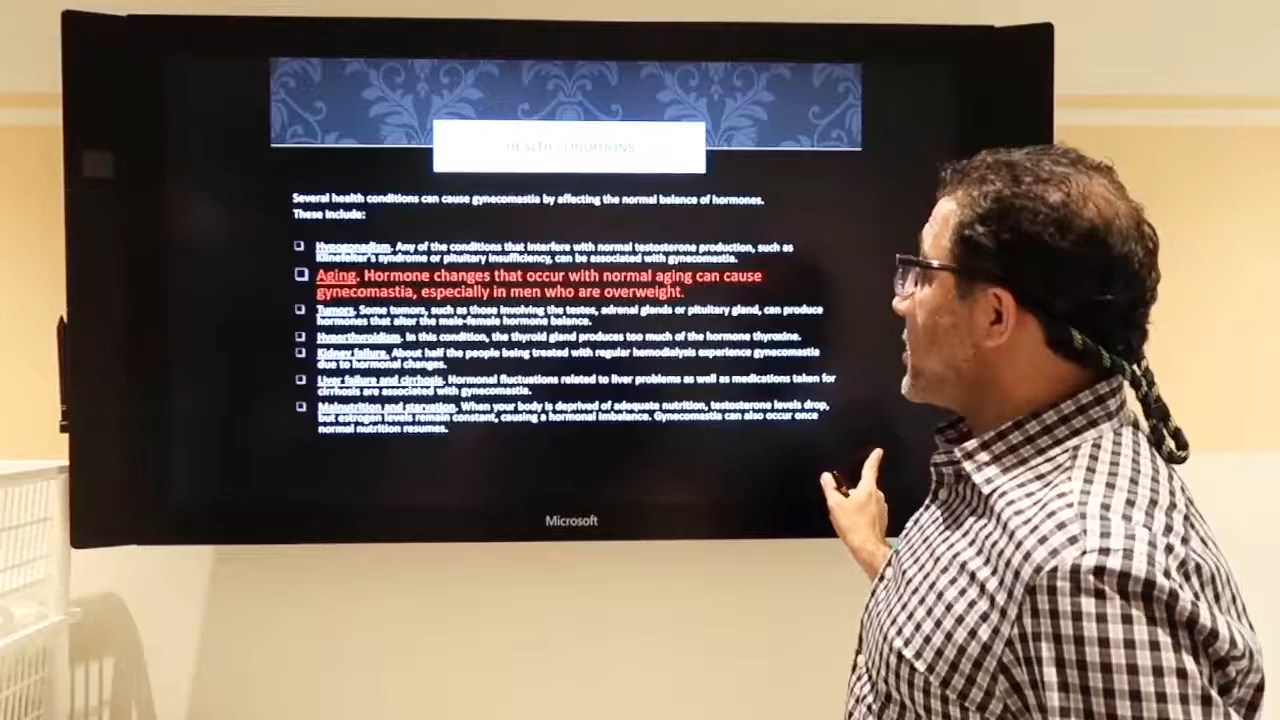 HEALTH CONDITIONS
Several health conditions can cause gynecomastia by affecting the normal balance of hormones.
These include:
Hypogonadism. Any of the conditions that interfere with normal testosterone production, such as
Klinefelter's syndrome or pituitary insufficiency, can be associated with gynecomastia.
Aging. Hormone changes that occur with normal aging can cause
gynecomastia, especially in men who are overweight.
Tumors. Some tumors, such as those involving the testes, adrenal glands or pituitary gland, can produce
hormones that alter the male-female hormone balance.
Hyperthyroidism. In this condition, the thyroid gland produces too much of the hormone thyroxine.
Kidney failure. About half the people being treated with regular hemodialysis experience gynecomastia
due to hormonal changes.
Liver failure and cirrhosis. Hormonal fluctuations related to liver problems as well as medications taken for
cirrhosis are associated with gynecomastia.
Malnutrition and starvation. When your body is deprived of adequate nutrition, testosterone levels drop,
but estrogen levels remain constant, causing a hormonal imbalance. Gynecomastia can also occur once
normal nutrition resumes.
Microsoft